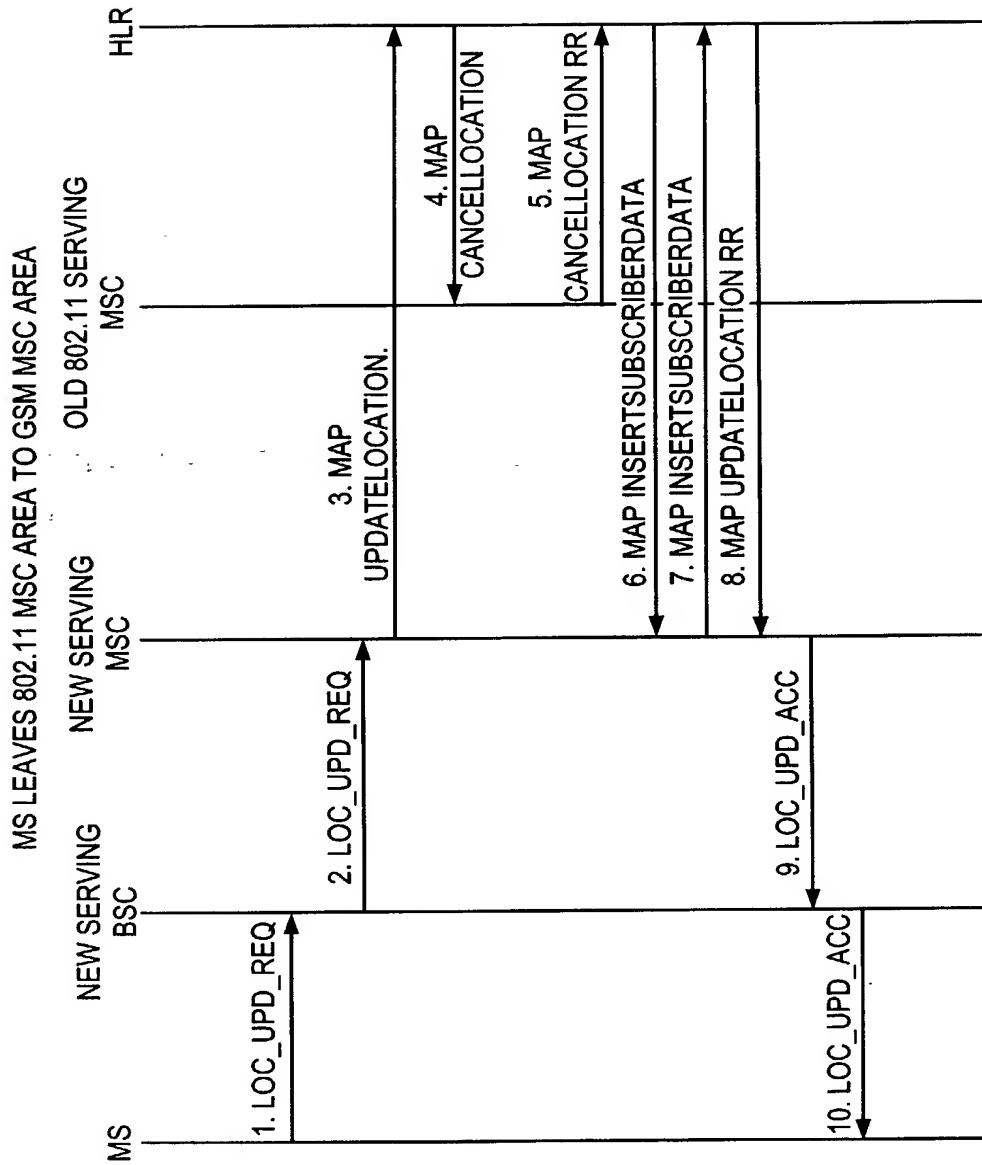 MS LEAVES 802.11 MSC AREA TO GSM MSC AREA
MS
NEW SERVING
BSC
NEW SERVING
MSC
OLD 802.11 SERVING
MSC
HLR
1. LOC_UPD_REQ
2. LOC_UPD_REQ
3. MAP
UPDATELOCATION.
4. MAP
CANCELLOCATION
5. MAP
CANCELLOCATION RR
6. MAP INSERTSUBSCRIBERDATA
7. MAP INSERTSUBSCRIBERDATA
8. MAP UPDATELOCATION RR
9. LOC_UPD_ACC
10. LOC_UPD_ACC